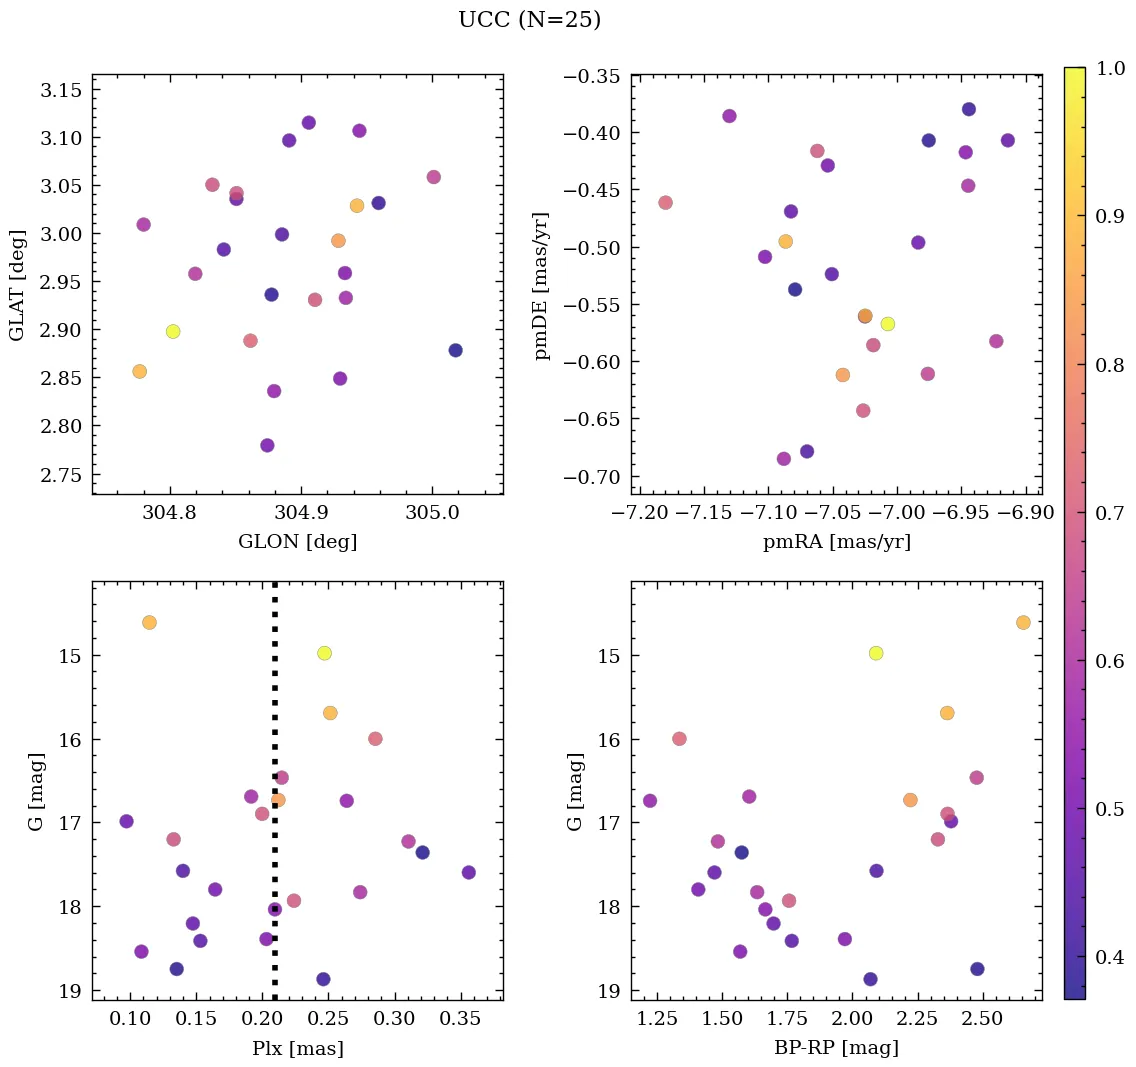 UCC (N=25)
3.15
3.10
3.05
3.00
2.95
2.90
2.85
2.80
2.75
GLAT [deg]
304.8 304.9 305.0
GLON [deg]
−0.35
−0.40
−0.45
−0.50
−0.55
−0.60
−0.65
−0.70
pmDE [mas/yr]
−7.20 −7.15 −7.10 −7.05 −7.00 −6.95 −6.90
pmRA [mas/yr]
15
16
17
18
19
G [mag]
0.10 0.15 0.20 0.25 0.30 0.35
Plx [mas]
15
16
17
18
19
G [mag]
1.25 1.50 1.75 2.00 2.25 2.50
BP-RP [mag]
1.0
0.9
0.8
0.7
0.6
0.5
0.4